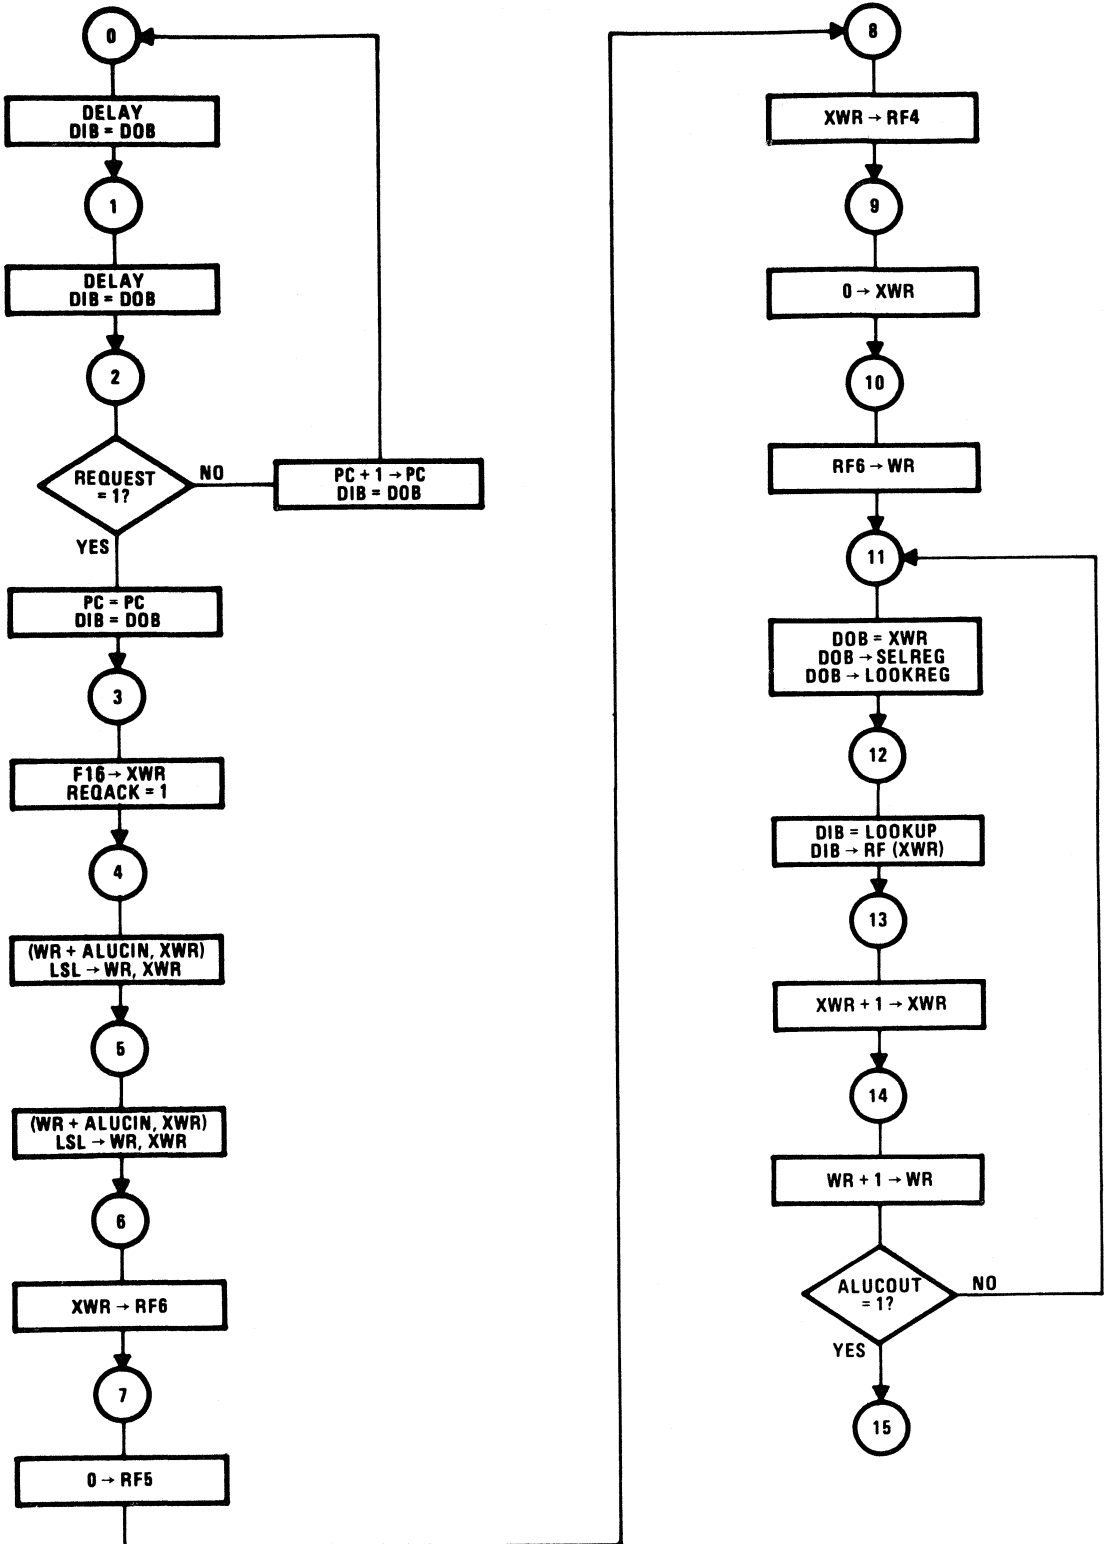 0
DELAY
DIB = DOB
1
DELAY
DIB = DOB
2
REQUEST
= 1?
NO
PC + 1 → PC
DIB = DOB
YES
PC = PC
DIB = DOB
3
F16 → XWR
REQACK = 1
4
(WR + ALUCIN, XWR)
LSL → WR, XWR
5
(WR + ALUCIN, XWR)
LSL → WR, XWR
6
XWR → RF6
7
0 → RF5
8
XWR → RF4
9
0 → XWR
10
RF6 → WR
11
DOB = XWR
DOB → SELREG
DOB → LOOKREG
12
DIB = LOOKUP
DIB → RF (XWR)
13
XWR + 1 → XWR
14
WR + 1 → WR
ALUCOUT
= 1?
NO
YES
15